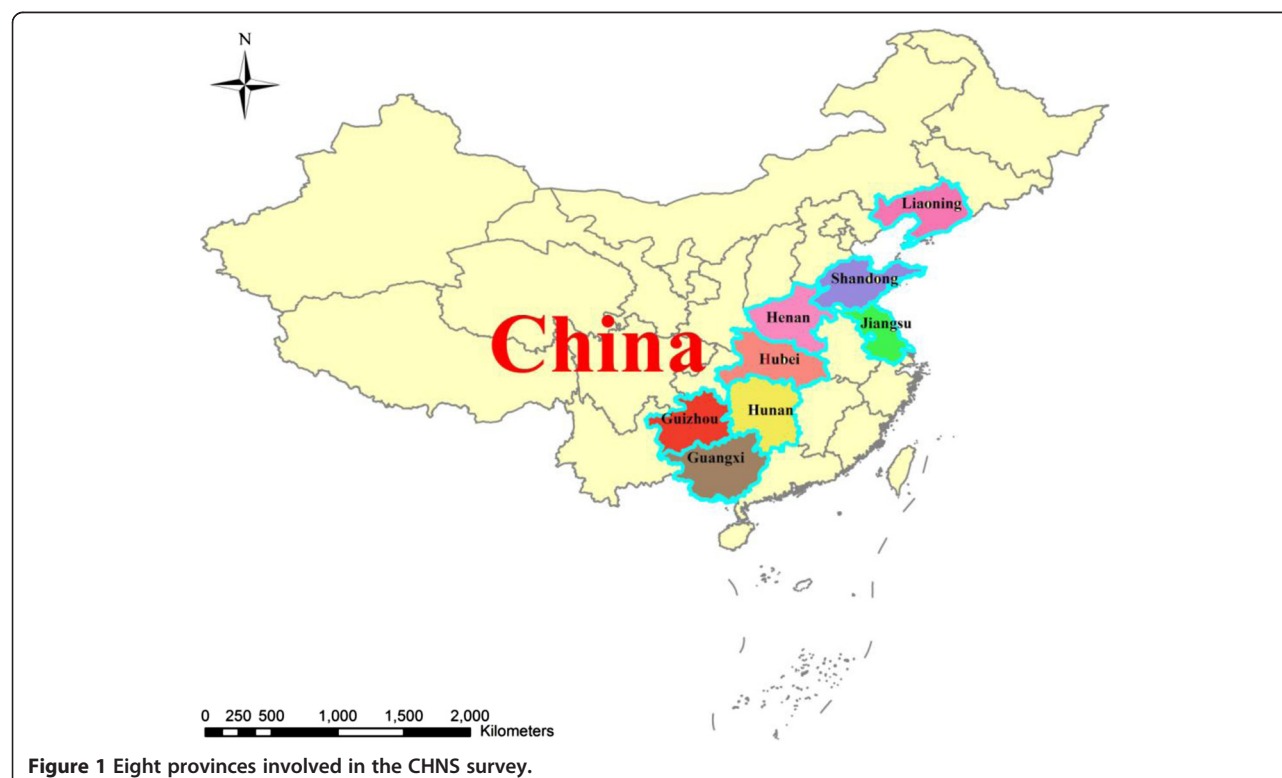 N
Liaoning
Shandong
Henan
Jiangsu
China
Hubei
Guizhou
Hunan
Guangxi
0 250 500 1,000 1,500 2,000
Kilometers
Figure 1 Eight provinces involved in the CHNS survey.